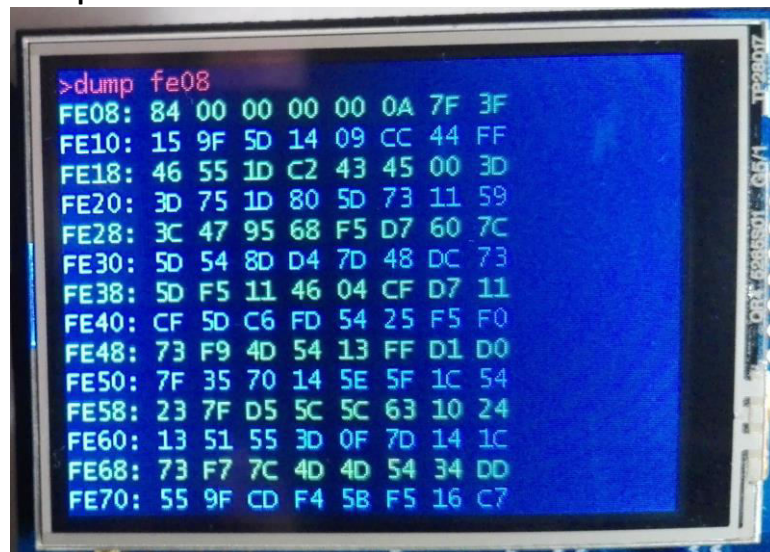 >dump fe08
FE08: 84 00 00 00 00 0A 7F 3F
FE10: 15 9F 5D 14 09 CC 44 FF
FE18: 46 55 1D C2 43 45 00 3D
FE20: 3D 75 1D 80 5D 73 11 59
FE28: 3C 47 95 68 F5 D7 60 7C
FE30: 5D 54 8D D4 7D 48 DC 73
FE38: 5D F5 11 46 04 CF D7 11
FE40: CF 5D C6 FD 54 25 F5 F0
FE48: 73 F9 4D 54 13 FF D1 D0
FE50: 7F 35 70 14 5E 5F 1C 54
FE58: 23 7F D5 5C 5C 63 10 24
FE60: 13 51 55 3D 0F 7D 14 1C
FE68: 73 F7 7C 4D 4D 54 34 DD
FE70: 55 9F CD F4 5B F5 16 C7
TP28017